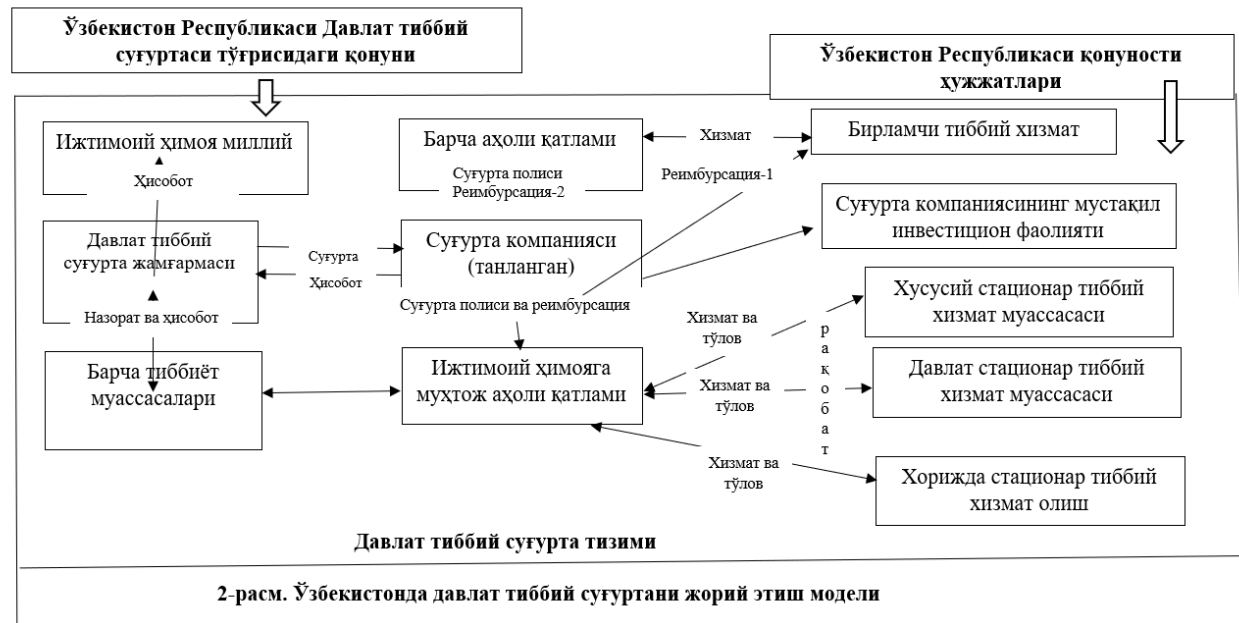 Ўзбекистон Республикаси Давлат тиббий
суғуртаси тўғрисидаги қонуни
Ўзбекистон Республикаси қонуности
ҳужжатлари
Ижтимоий ҳимоя миллий
Ҳисобот
Барча аҳоли қатлами
Суғурта полиси
Реимбурсация-2
Хизмат
Реимбурсация-1
Бирламчи тиббий хизмат
Давлат тиббий
суғурта жамғармаси
Суғурта
Ҳисобот
Суғурта компанияси
(танланган)
Суғурта компаниясининг мустақил
инвестицион фаолияти
Назорат ва ҳисобот
Суғурта полиси ва реимбурсация
Барча тиббиёт
муассасалари
Ижтимоий ҳимояга
муҳтож аҳоли қатлами
Хизмат ва
тўлов
Хизмат ва
тўлов
Хизмат ва
тўлов
рақобат
Хусусий стационар тиббий
хизмат муассасаси
Давлат стационар тиббий
хизмат муассасаси
Хорижда стационар тиббий
хизмат олиш
Давлат тиббий суғурта тизими
2-расм. Ўзбекистонда давлат тиббий суғуртани жорий этиш модели